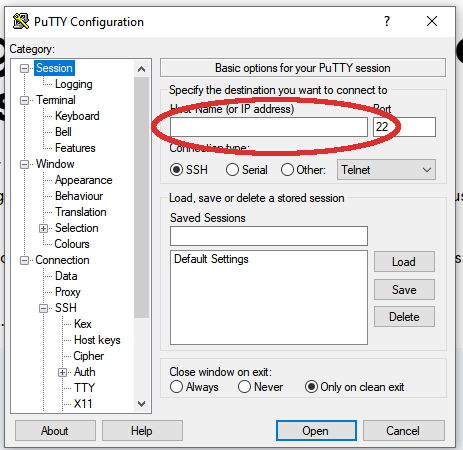 PuTTY Configuration
Category:
Session
Logging
Terminal
Keyboard
Bell
Features
Window
Appearance
Behaviour
Translation
Selection
Colours
Connection
Data
Proxy
SSH
Kex
Host keys
Cipher
Auth
TTY
X11
Basic options for your PuTTY session
Specify the destination you want to connect to
Host Name (or IP address) Port
22
Connection type:
SSH Serial Other: Telnet
Load, save or delete a stored session
Saved Sessions
Default Settings
Load
Save
Delete
Close window on exit:
Always Never Only on clean exit
About Help Open Cancel